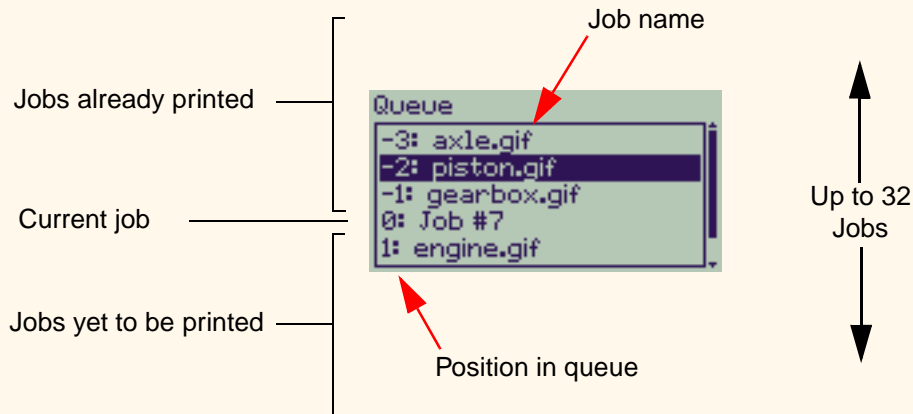 Job name
Jobs already printed
Queue
-3: axle.gif
-2: piston.gif
-1: gearbox.gif
Current job
0: Job #7
1: engine.gif
Up to 32
Jobs
Jobs yet to be printed
Position in queue